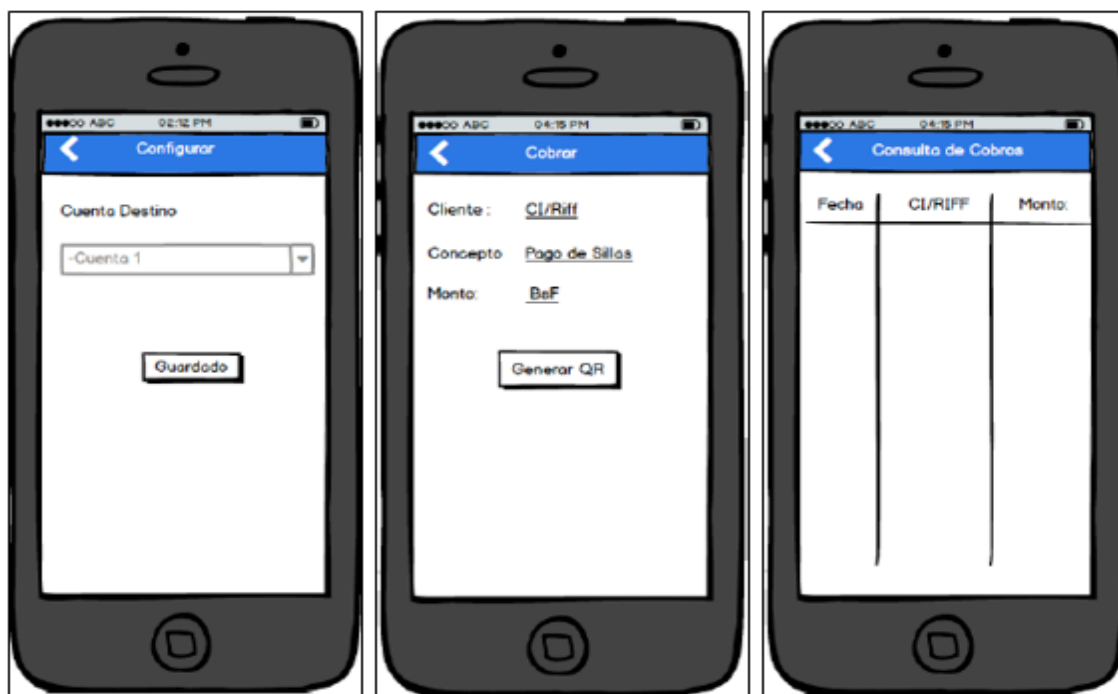 ABC 02:12 PM
Configurar
Cuenta Destino
-Cuenta 1
Guardado
ABC 04:15 PM
Cobrar
Cliente : CI/Riff
Concepto Pago de Sillas
Monto: BsF
Generar QR
ABC 04:15 PM
Consulta de Cobros
Fecha CI/RIFF Monto: